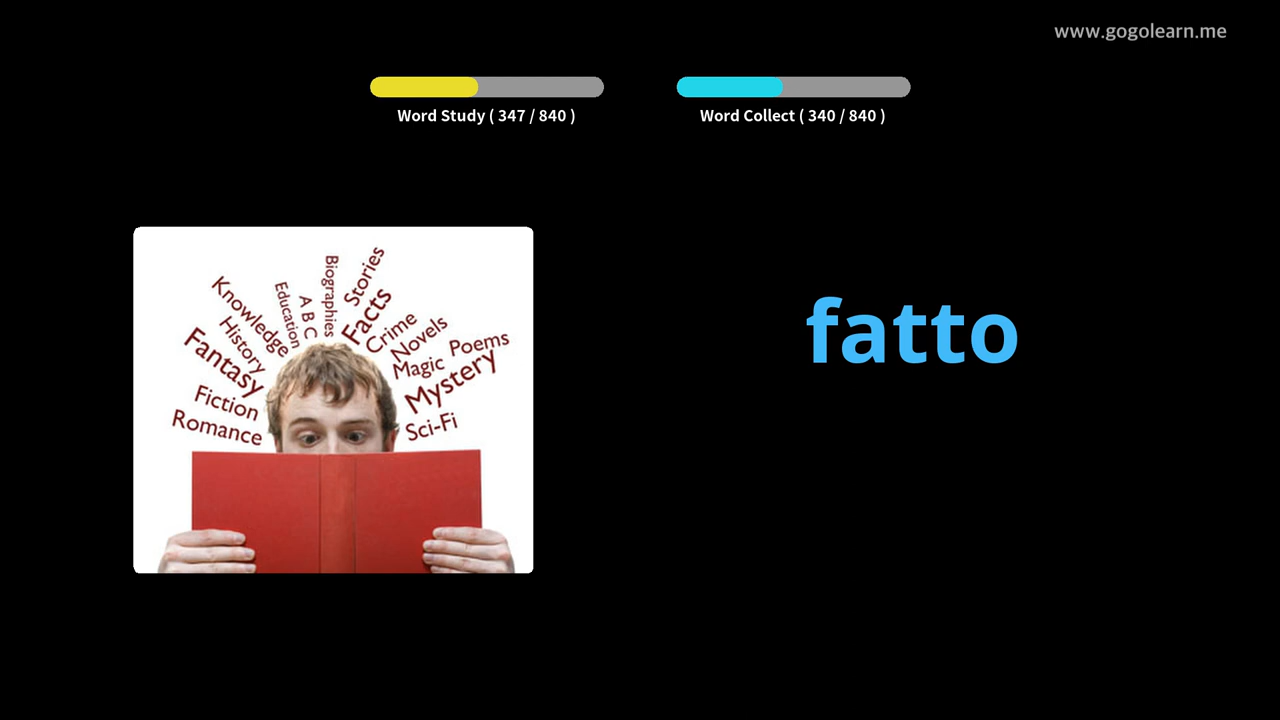 www.gogolearn.me
Word Study ( 347 / 840 )
Word Collect ( 340 / 840 )
Knowledge
Education
A B C
Biographies
Stories
Facts
Crime
Novels
Poems
History
Fantasy
Magic
Mystery
Fiction
Romance
Sci-Fi
fatto